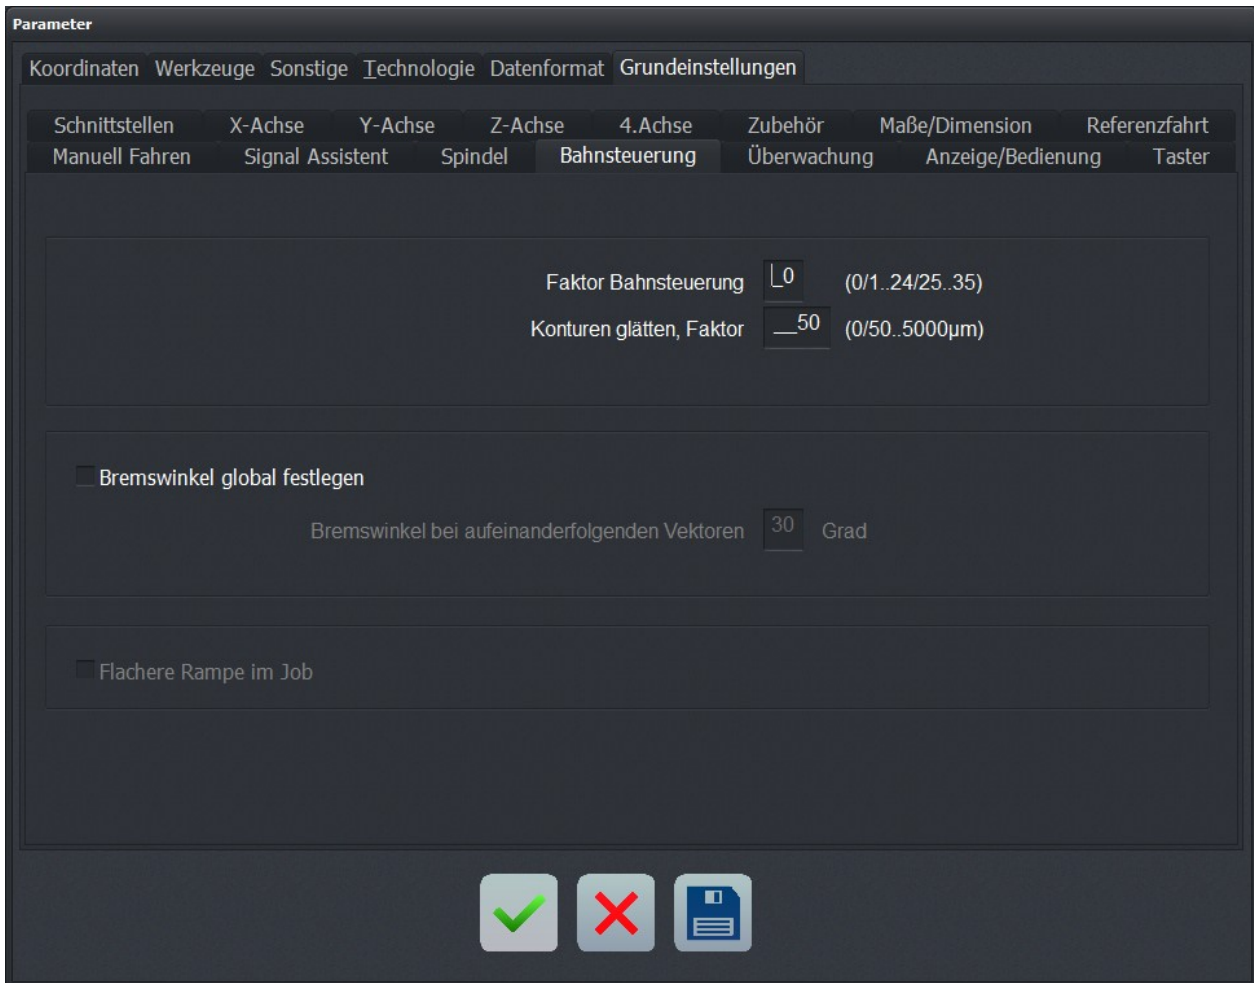 Parameter
Koordinaten Werkzeuge Sonstige Technologie Datenformat Grundeinstellungen
Schnittstellen X-Achse Y-Achse Z-Achse 4.Achse Zubehör Maße/Dimension Referenzfahrt
Manuell Fahren Signal Assistent Spindel Bahnsteuerung Überwachung Anzeige/Bedienung Taster
Faktor Bahnsteuerung _0 (0/1..24/25..35)
Konturen glätten, Faktor __50 (0/50..5000µm)
Bremswinkel global festlegen
Bremswinkel bei aufeinanderfolgenden Vektoren 30 Grad
Flachere Rampe im Job